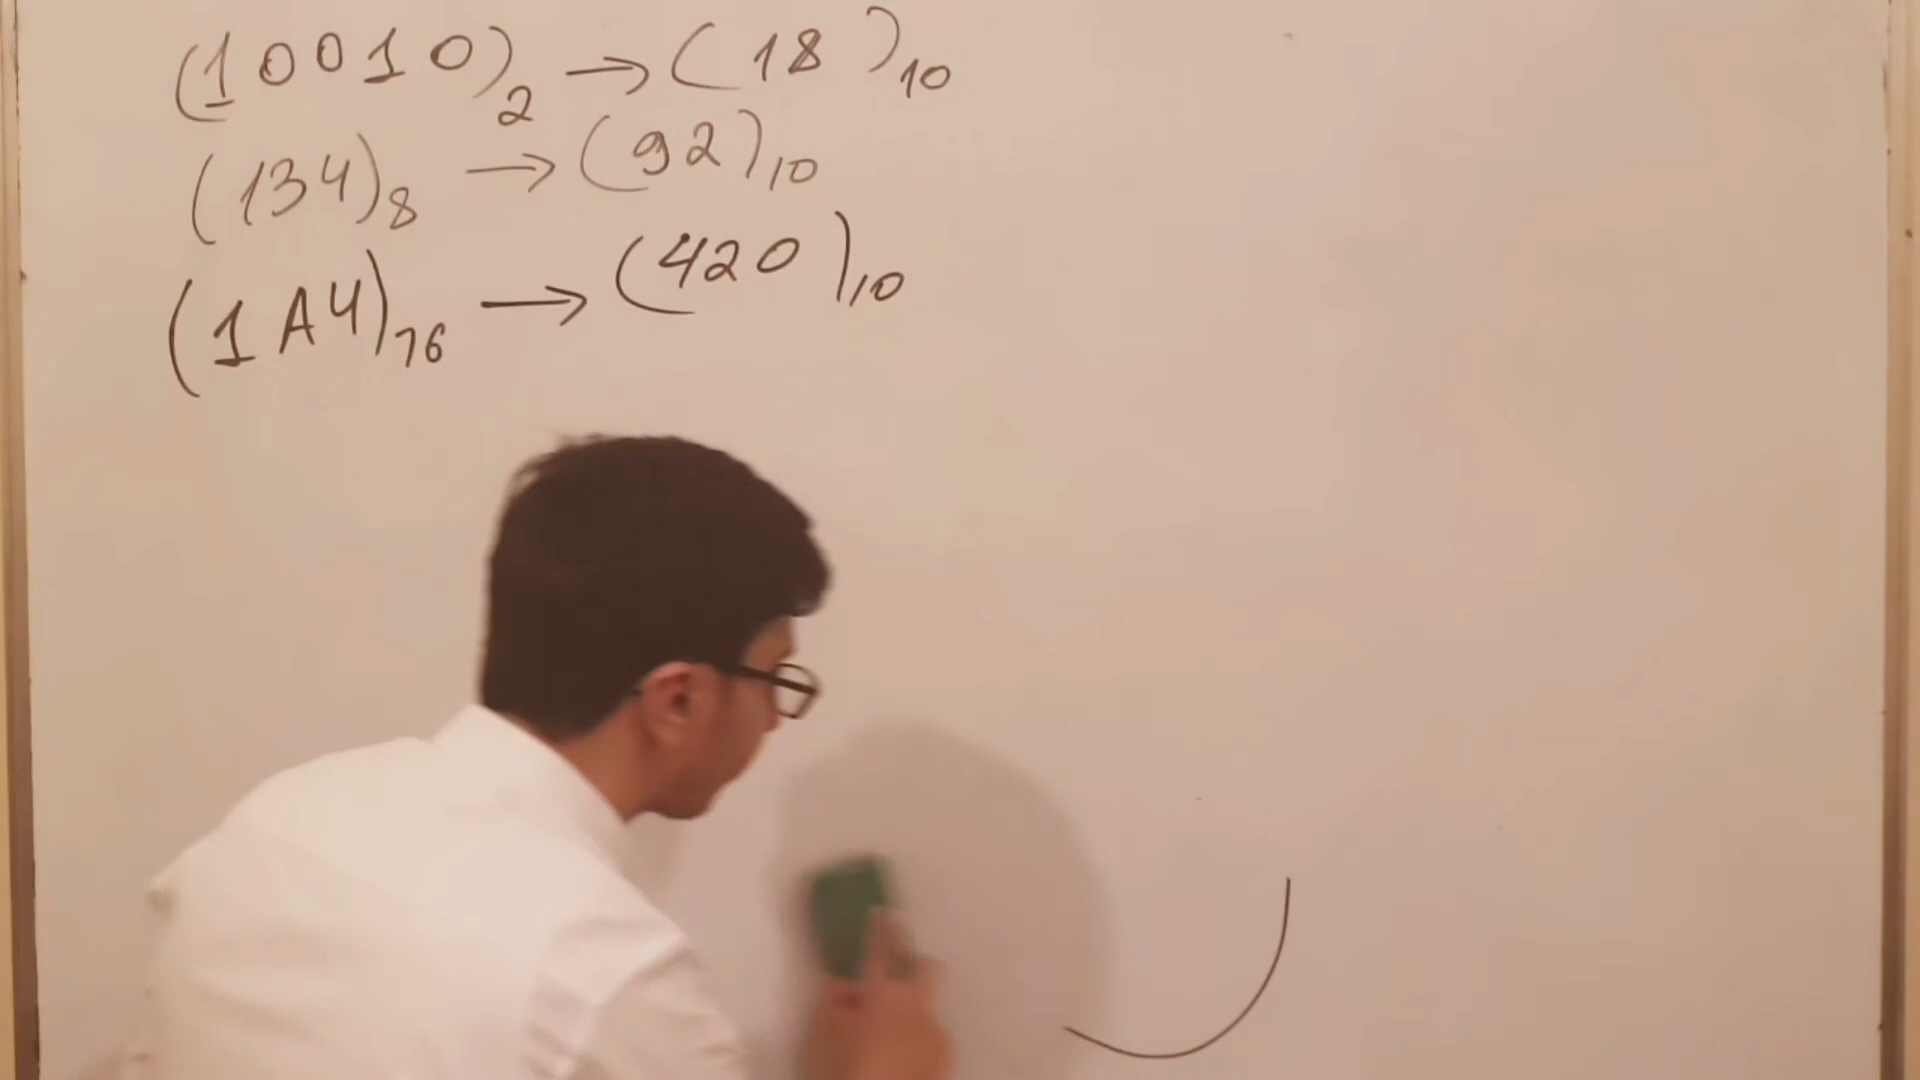 (10010)₂ → (18)₁₀
(134)₈ → (92)₁₀
(1A4)₁₆ → (420)₁₀